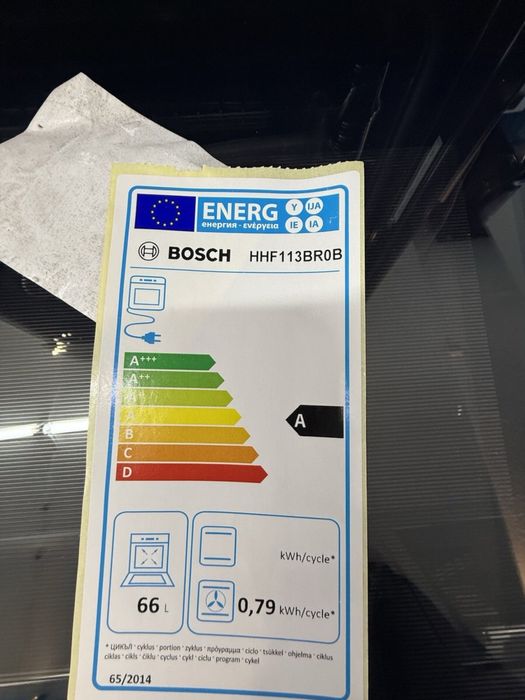 ENERG Y IJA
енергия · ενέργεια IE IA
BOSCH HHF113BR0B
A+++
A++
A+
A
A
B
C
D
kWh/cycle*
66 L
0,79 kWh/cycle*
* ЦИКЪЛ · cyklus · portion · zyklus · πρόγραμμα · ciclo · tsükkel · ohjelma · ciklus
ciklas · cikls · ċiklu · cyclus · cykl · ciclu · program · cykel
65/2014